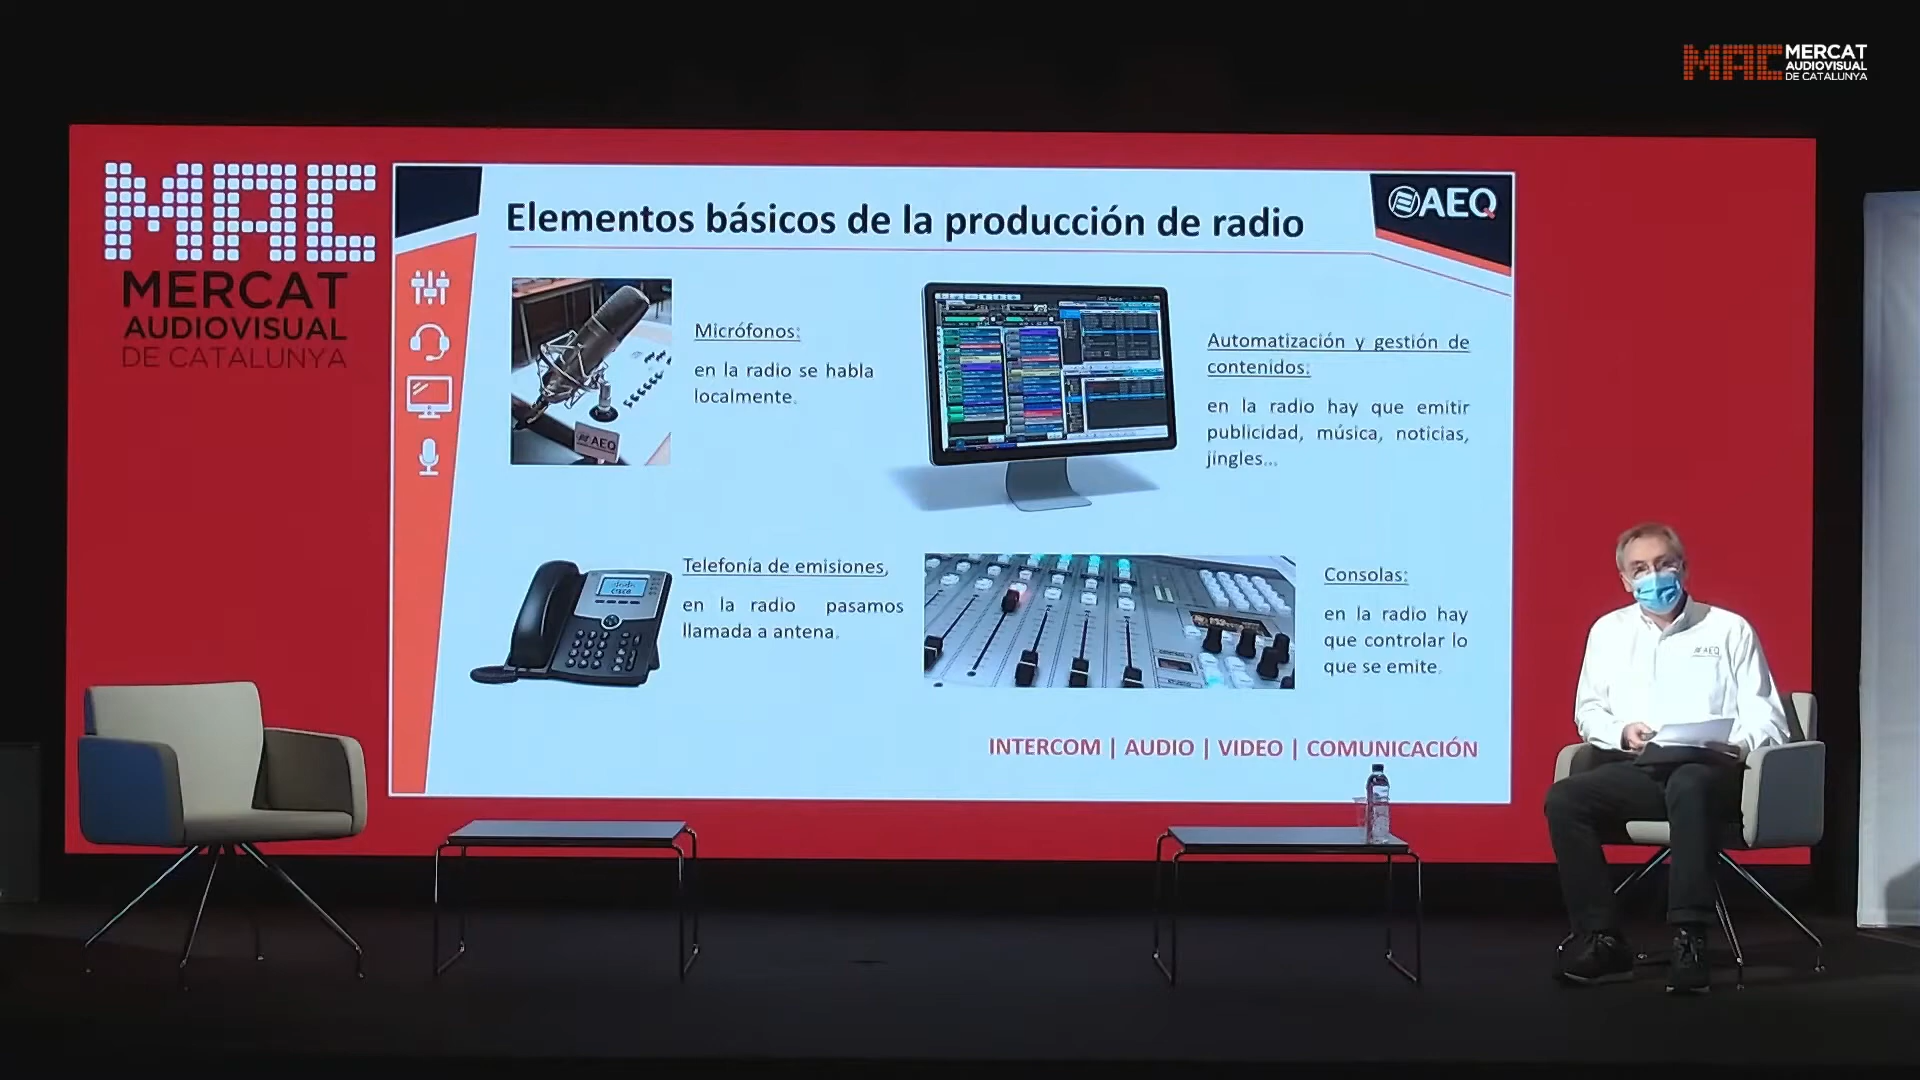 MAC MERCAT
AUDIOVISUAL
DE CATALUNYA
MAC
MERCAT
AUDIOVISUAL
DE CATALUNYA
AEQ
Elementos básicos de la producción de radio
Micrófonos:
en la radio se habla
localmente.
AEQ
Automatización y gestión de
contenidos:
en la radio hay que emitir
publicidad, música, noticias,
jingles...
Telefonía de emisiones,
en la radio pasamos
llamada a antena.
Consolas:
en la radio hay
que controlar lo
que se emite.
INTERCOM | AUDIO | VIDEO | COMUNICACIÓN
AEQ